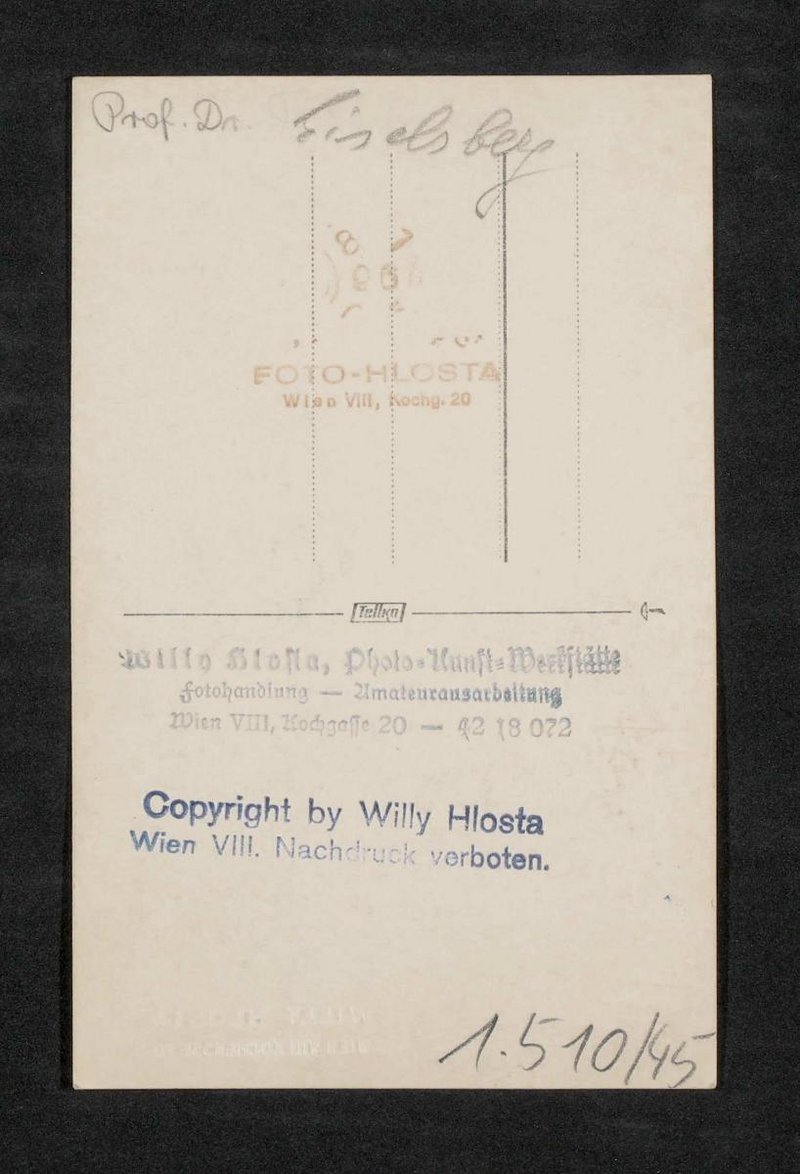 Prof. Dr. Eiselsberg
FOTO-HLOSTA
Wien VIII, Kochg. 20
Telka
Willy Hlosta, Photo-Kunst-Werkstätte
Fotohandlung — Amateurausarbeitung
Wien VIII, Kochgasse 20 — 42 18 072
Copyright by Willy Hlosta
Wien VIII. Nachdruck verboten.
1.510/45